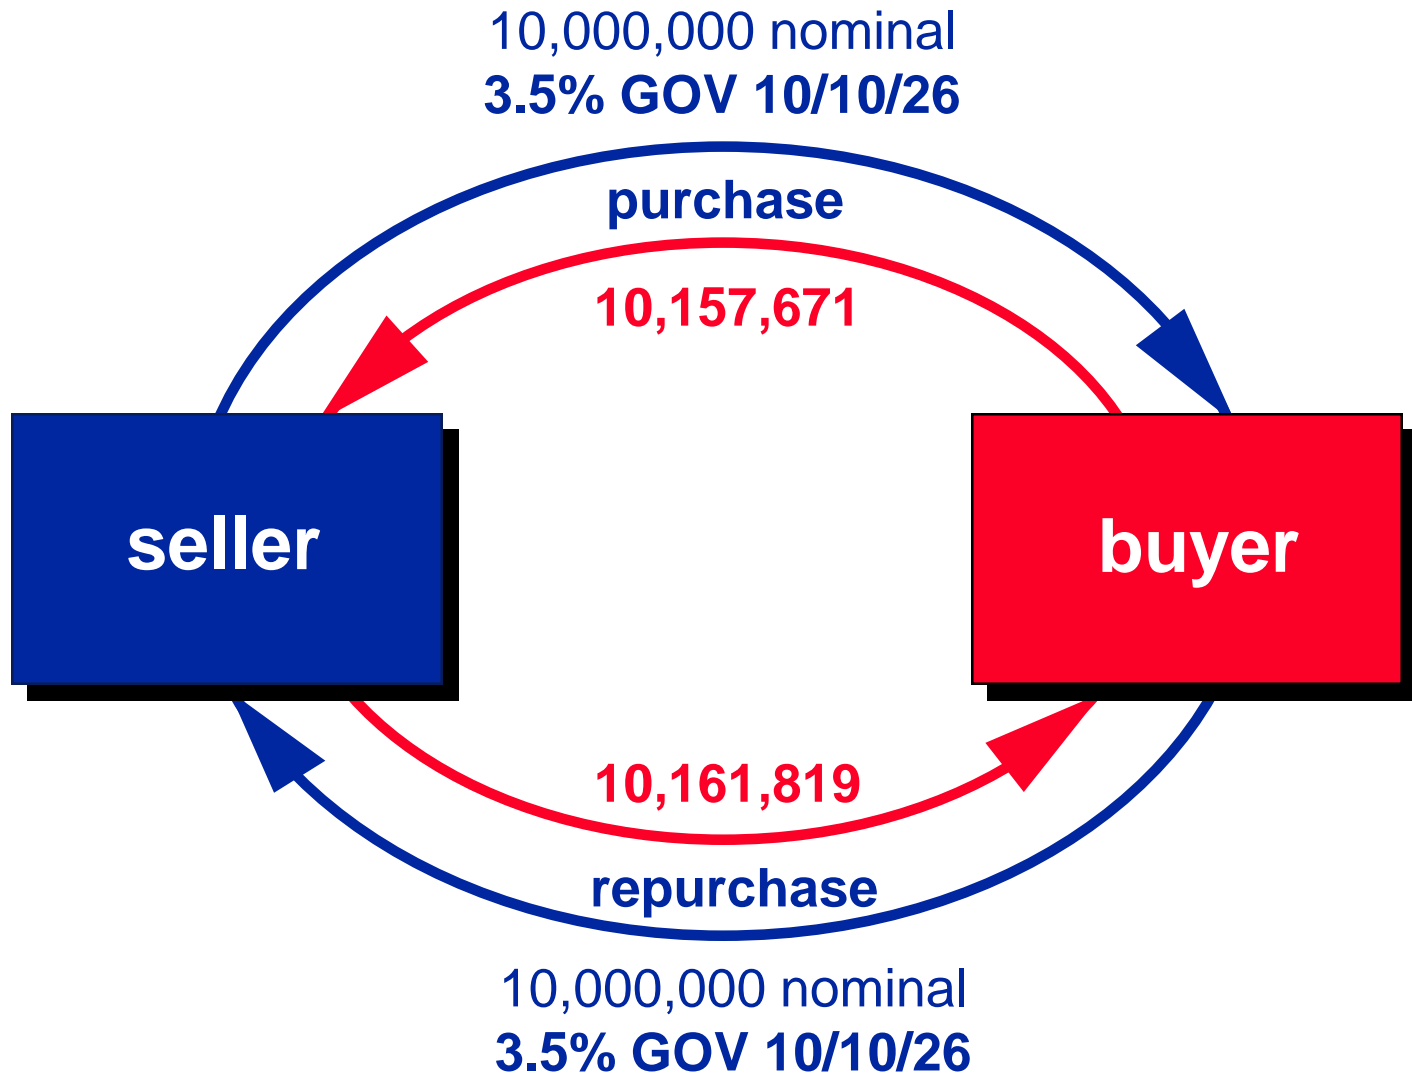 10,000,000 nominal
3.5% GOV 10/10/26
purchase
10,157,671
seller
buyer
10,161,819
repurchase
10,000,000 nominal
3.5% GOV 10/10/26